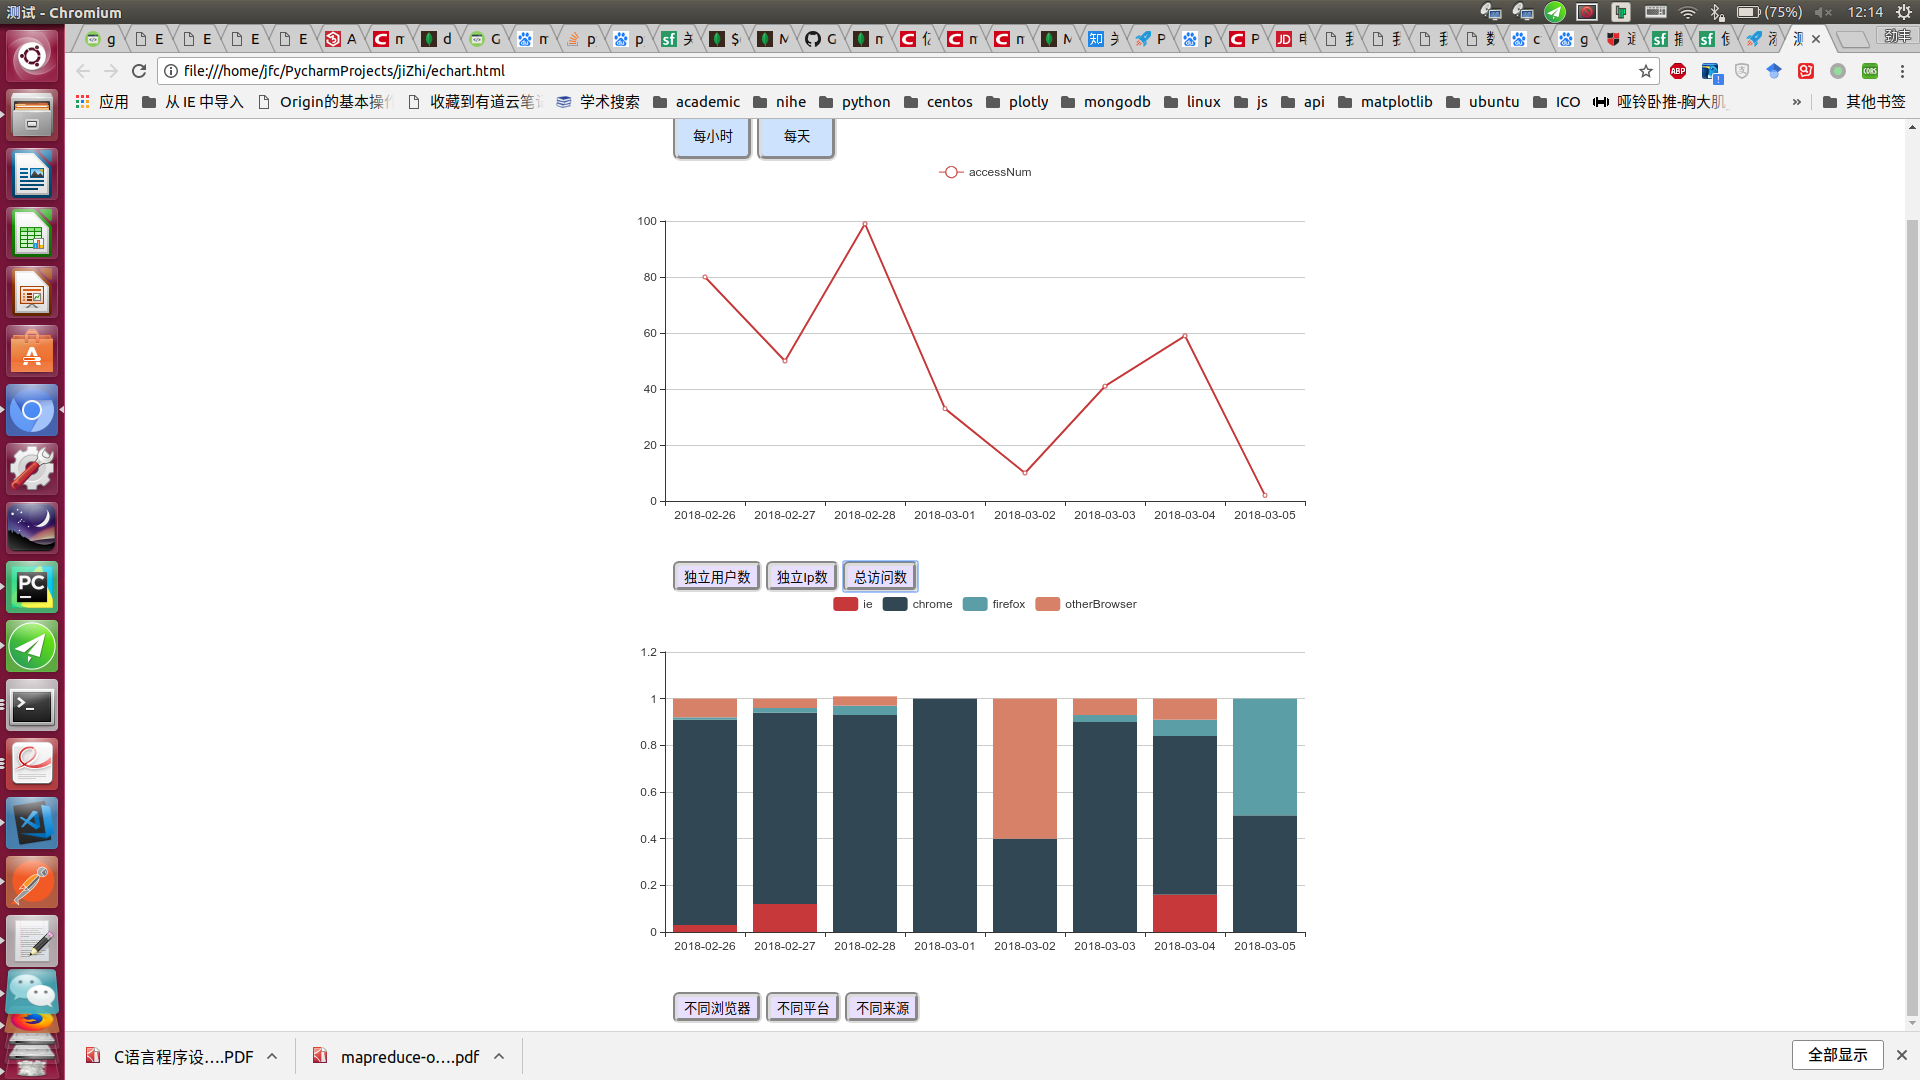 测试 - Chromium
(75%) 12:14
劲丰
file:///home/jfc/PycharmProjects/jiZhi/echart.html
应用 从 IE 中导入 Origin的基本操作 收藏到有道云笔记 学术搜索 academic nihe python centos plotly mongodb linux js api matplotlib ubuntu ICO 哑铃卧推-胸大肌 » 其他书签
每小时 每天
accessNum
100
80
60
40
20
0
2018-02-26 2018-02-27 2018-02-28 2018-03-01 2018-03-02 2018-03-03 2018-03-04 2018-03-05
独立用户数 独立Ip数 总访问数
ie chrome firefox otherBrowser
1.2
1
0.8
0.6
0.4
0.2
0
2018-02-26 2018-02-27 2018-02-28 2018-03-01 2018-03-02 2018-03-03 2018-03-04 2018-03-05
不同浏览器 不同平台 不同来源
C语言程序设....PDF mapreduce-o....pdf 全部显示